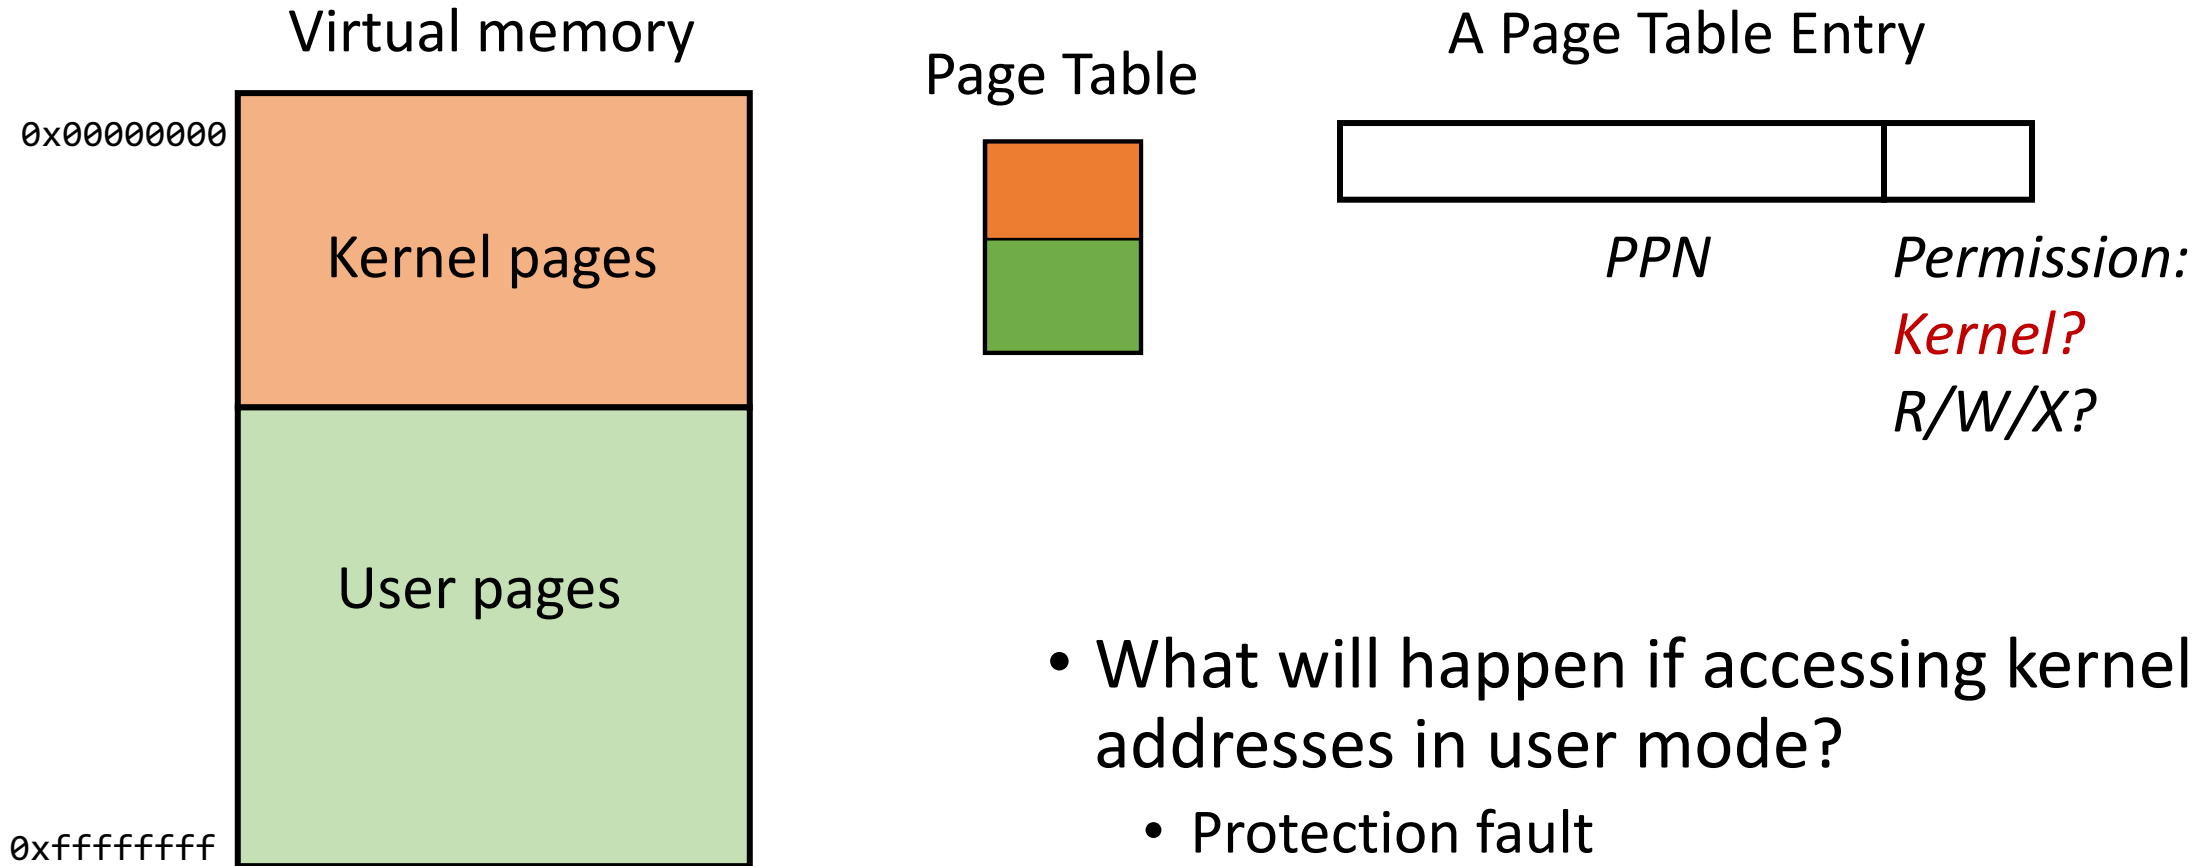 Virtual memory
0x00000000
Kernel pages
User pages
0xffffffff
Page Table
A Page Table Entry
PPN
Permission:
Kernel?
R/W/X?
• What will happen if accessing kernel
addresses in user mode?
• Protection fault